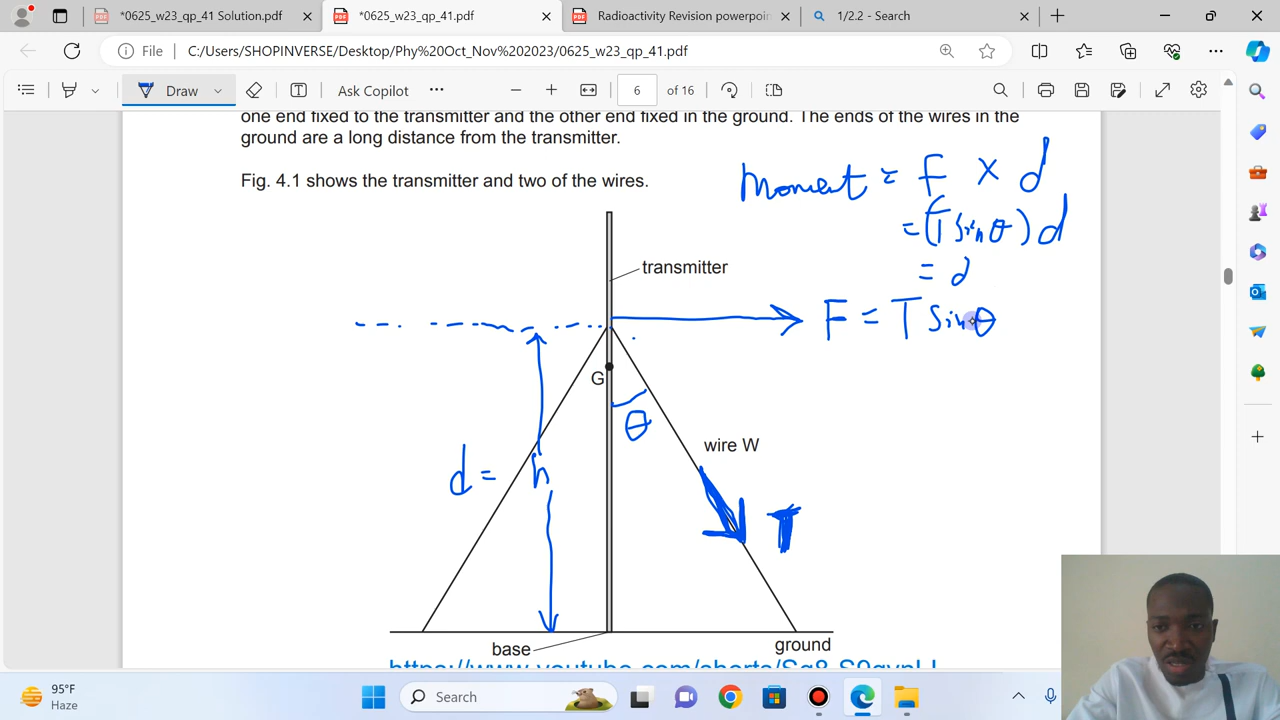 *0625_w23_qp_41 Solution.pdf
*0625_w23_qp_41.pdf
Radioactivity Revision powerpoin
1/2.2 - Search
File
C:/Users/SHOPINVERSE/Desktop/Phy%20Oct_Nov%202023/0625_w23_qp_41.pdf
Draw
Ask Copilot
6
of 16
one end fixed to the transmitter and the other end fixed in the ground. The ends of the wires in the
ground are a long distance from the transmitter.
Fig. 4.1 shows the transmitter and two of the wires.
Moment = F × d
= (T sin θ) d
= d
transmitter
F = T sin θ
G
θ
wire W
d = h
T
base
ground
95°F
Haze
Search